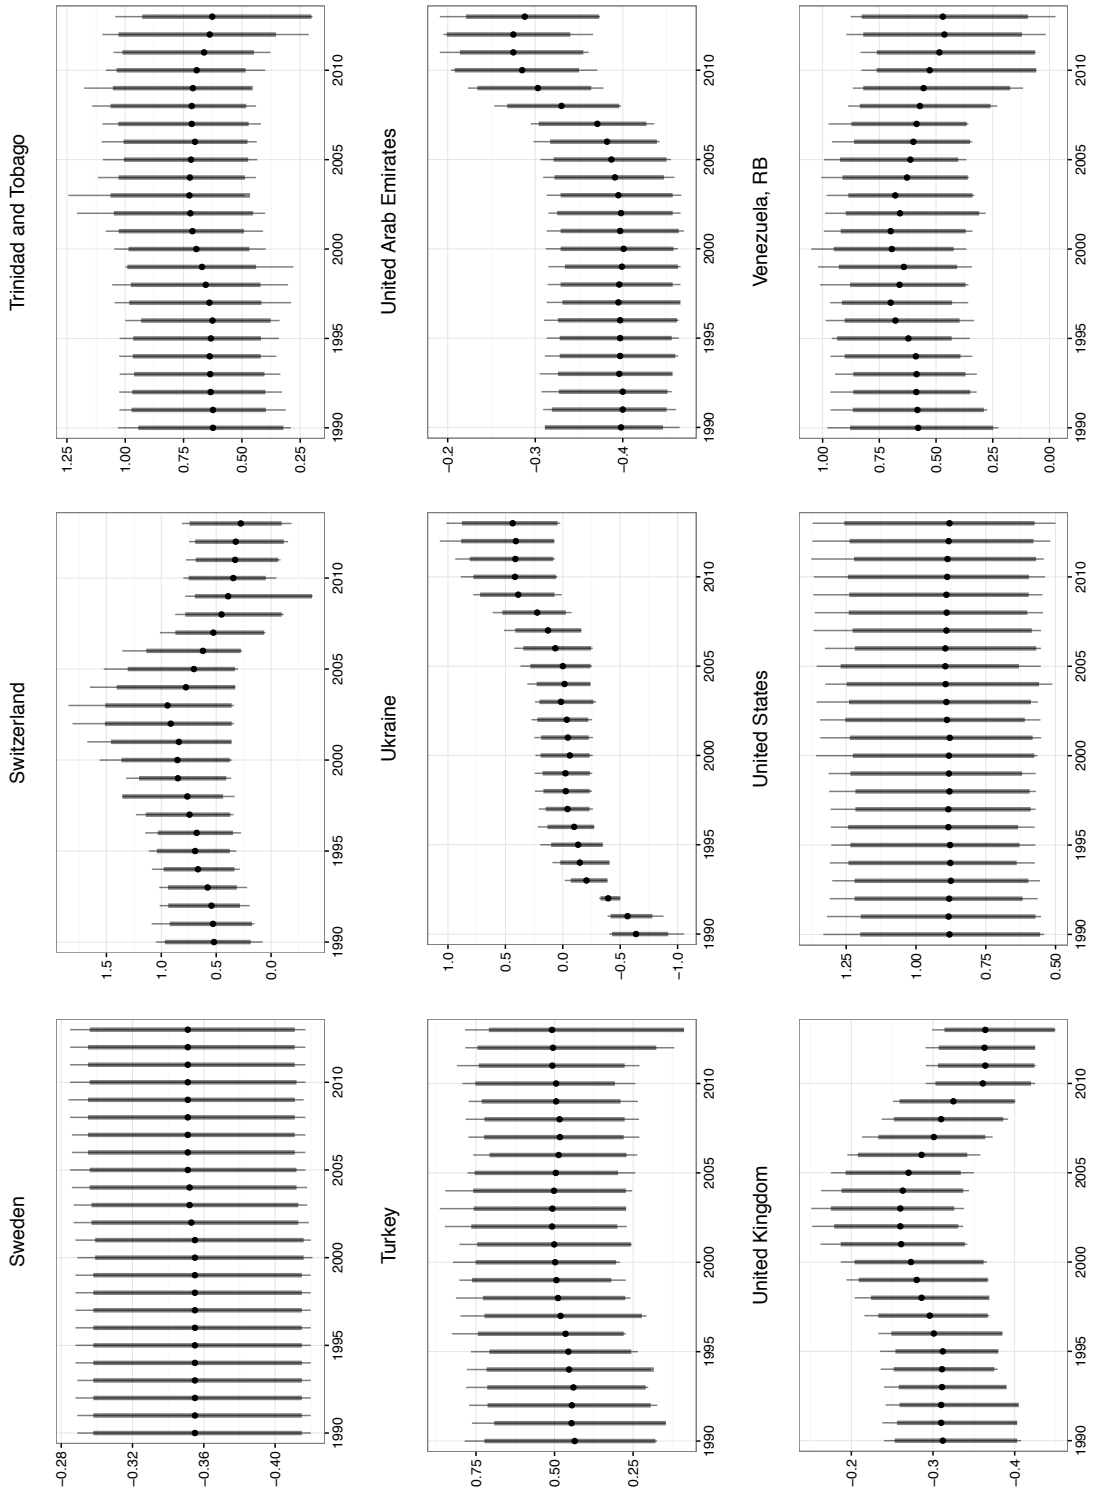 Sweden
−0.28
−0.32
−0.36
−0.40
1990 1995 2000 2005 2010
Switzerland
1.5
1.0
0.5
0.0
1990 1995 2000 2005 2010
Trinidad and Tobago
1.25
1.00
0.75
0.50
0.25
1990 1995 2000 2005 2010
Turkey
0.75
0.50
0.25
1990 1995 2000 2005 2010
Ukraine
1.0
0.5
0.0
−0.5
−1.0
1990 1995 2000 2005 2010
United Arab Emirates
−0.2
−0.3
−0.4
1990 1995 2000 2005 2010
United Kingdom
−0.2
−0.3
−0.4
1990 1995 2000 2005 2010
United States
1.25
1.00
0.75
0.50
1990 1995 2000 2005 2010
Venezuela, RB
1.00
0.75
0.50
0.25
0.00
1990 1995 2000 2005 2010